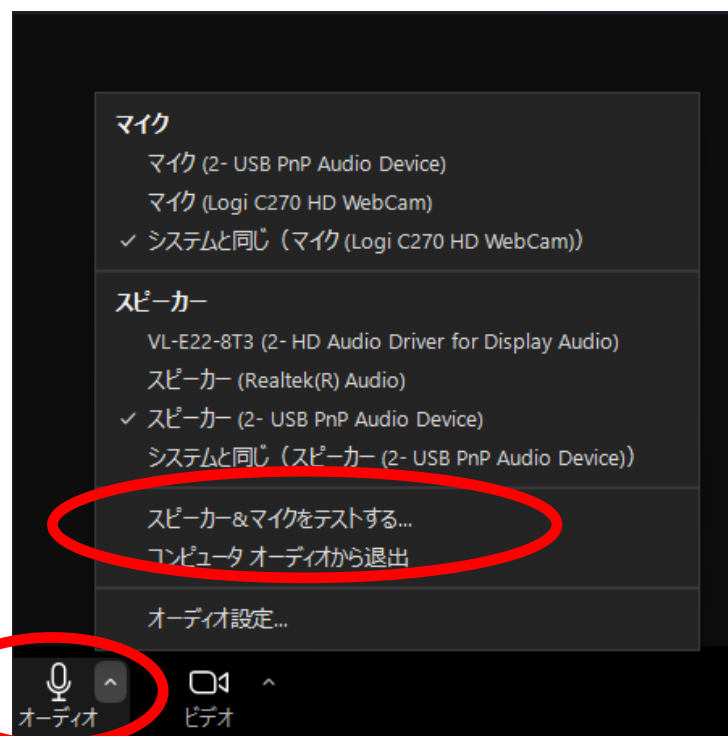 マイク
マイク (2- USB PnP Audio Device)
マイク (Logi C270 HD WebCam)
システムと同じ（マイク (Logi C270 HD WebCam)）
スピーカー
VL-E22-8T3 (2- HD Audio Driver for Display Audio)
スピーカー (Realtek(R) Audio)
スピーカー (2- USB PnP Audio Device)
システムと同じ（スピーカー (2- USB PnP Audio Device)）
スピーカー&マイクをテストする...
コンピュータ オーディオから退出
オーディオ設定...
オーディオ
ビデオ